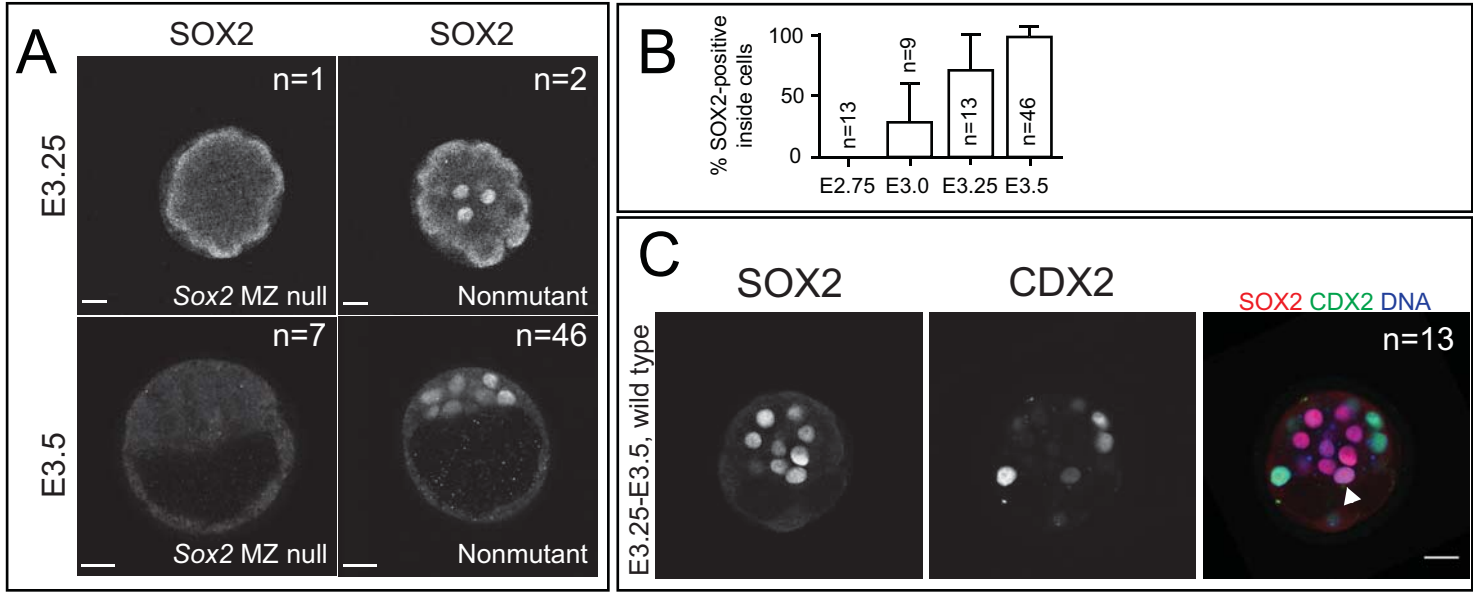 A
SOX2 SOX2
E3.25
n=1 n=2
Sox2 MZ null Nonmutant
E3.5
n=7 n=46
Sox2 MZ null Nonmutant
B
% SOX2-positive
inside cells
100
50
0
n=13 n=9 n=13 n=46
E2.75 E3.0 E3.25 E3.5
C
SOX2 CDX2
SOX2 CDX2 DNA
E3.25-E3.5, wild type
n=13